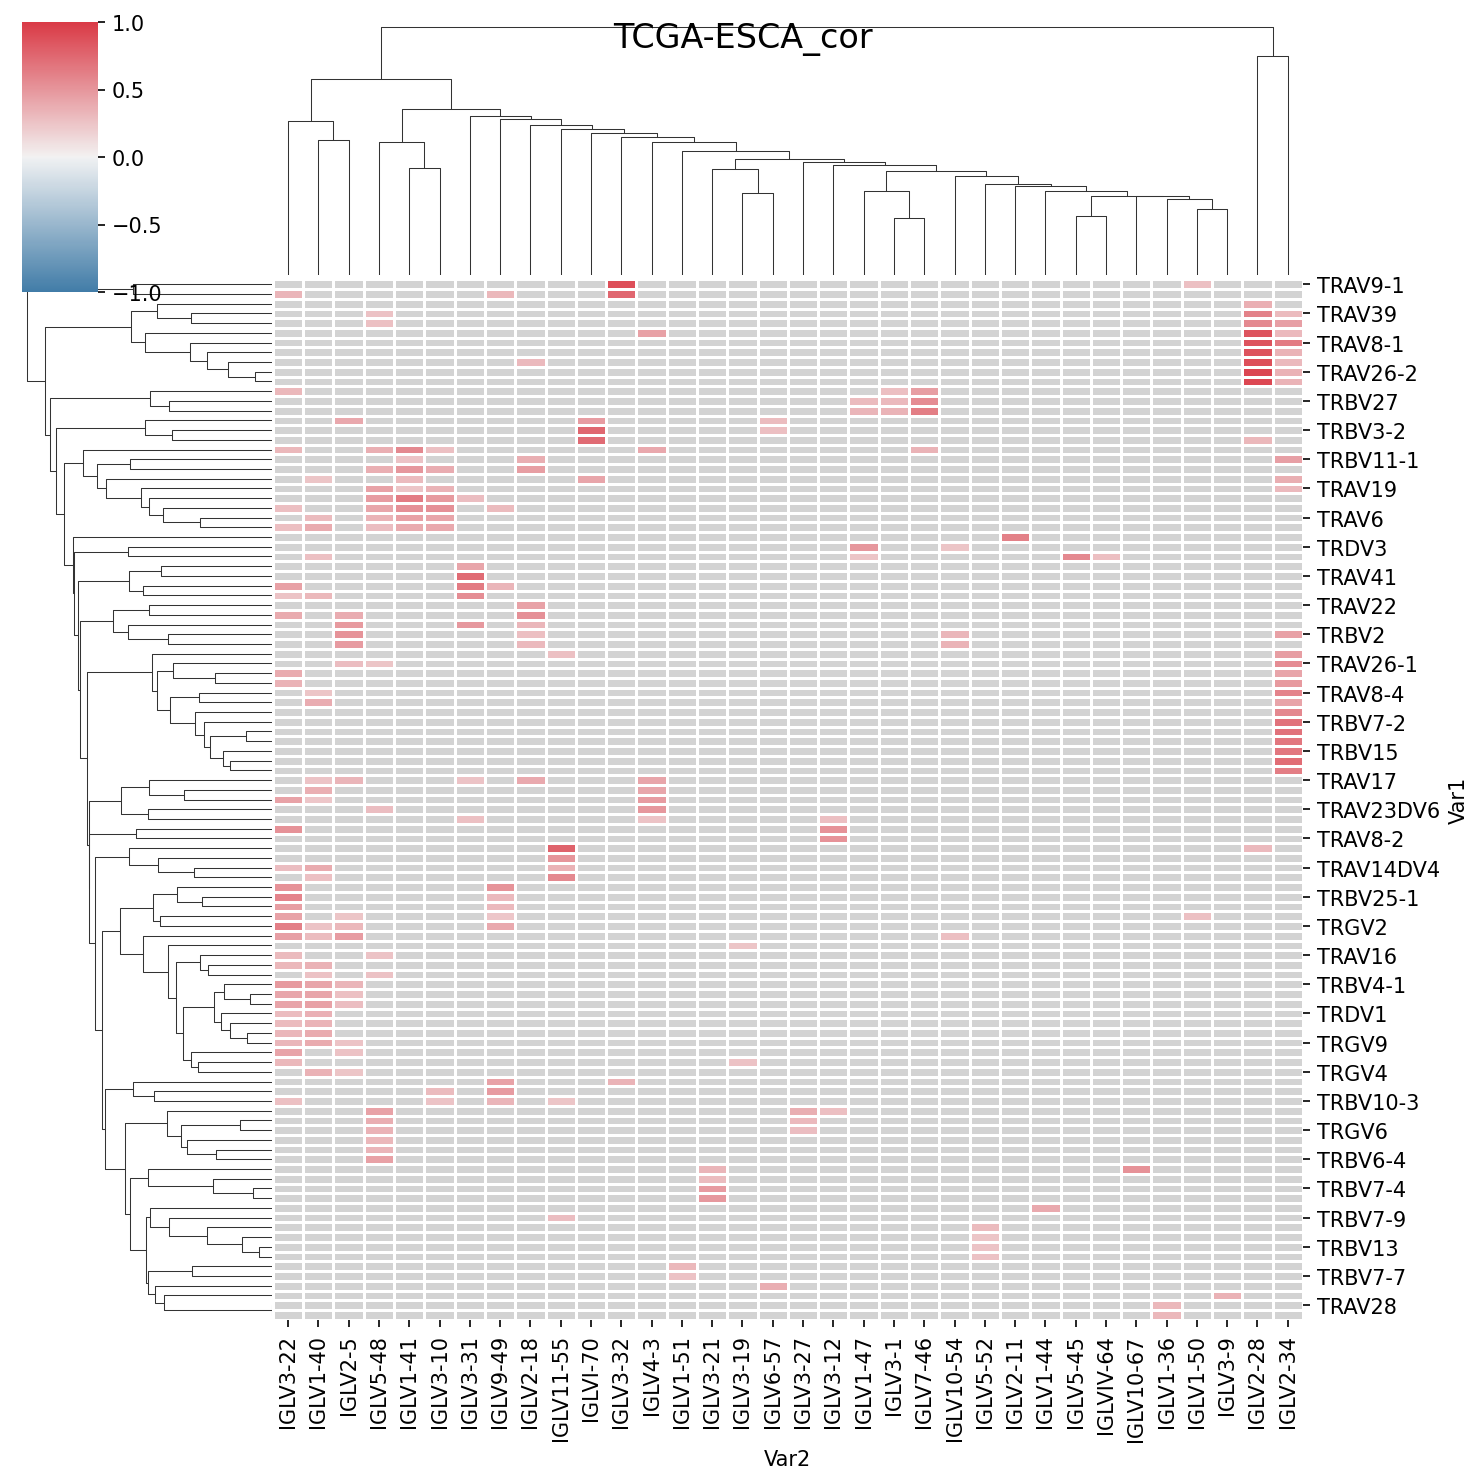 TCGA-ESCA_cor
1.0
0.5
0.0
−0.5
−1.0
TRAV9-1
TRAV39
TRAV8-1
TRAV26-2
TRBV27
TRBV3-2
TRBV11-1
TRAV19
TRAV6
TRDV3
TRAV41
TRAV22
TRBV2
TRAV26-1
TRAV8-4
TRBV7-2
TRBV15
TRAV17
TRAV23DV6
TRAV8-2
TRAV14DV4
TRBV25-1
TRGV2
TRAV16
TRBV4-1
TRDV1
TRGV9
TRGV4
TRBV10-3
TRGV6
TRBV6-4
TRBV7-4
TRBV7-9
TRBV13
TRBV7-7
TRAV28
Var1
IGLV3-22
IGLV1-40
IGLV2-5
IGLV5-48
IGLV1-41
IGLV3-10
IGLV3-31
IGLV9-49
IGLV2-18
IGLV11-55
IGLVI-70
IGLV3-32
IGLV4-3
IGLV1-51
IGLV3-21
IGLV3-19
IGLV6-57
IGLV3-27
IGLV3-12
IGLV1-47
IGLV3-1
IGLV7-46
IGLV10-54
IGLV5-52
IGLV2-11
IGLV1-44
IGLV5-45
IGLVIV-64
IGLV10-67
IGLV1-36
IGLV1-50
IGLV3-9
IGLV2-28
IGLV2-34
Var2